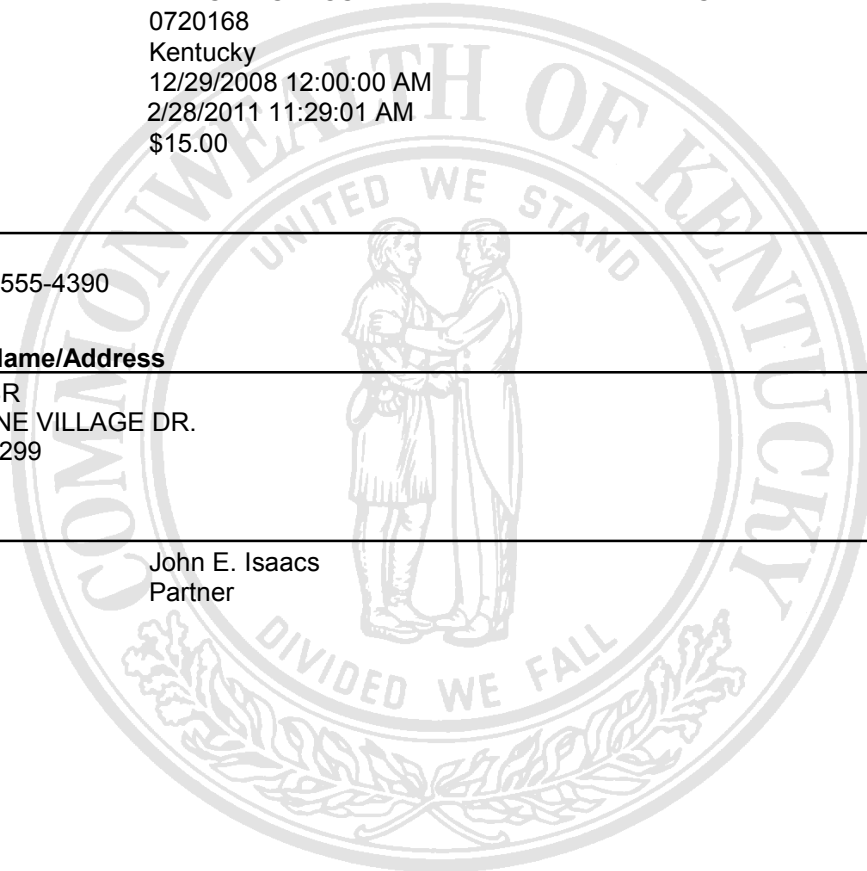 0720168
Kentucky
12/29/2008 12:00:00 AM
2/28/2011 11:29:01 AM
$15.00
COMMONWEALTH OF KENTUCKY
UNITED WE STAND
555-4390
Name/Address
R
NE VILLAGE DR.
299
John E. Isaacs
Partner
DIVIDED WE FALL